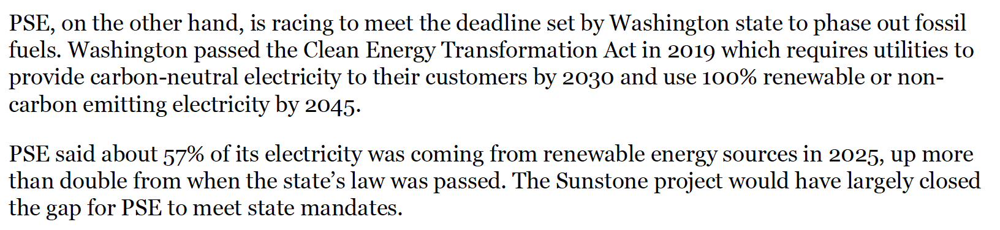 PSE, on the other hand, is racing to meet the deadline set by Washington state to phase out fossil
fuels. Washington passed the Clean Energy Transformation Act in 2019 which requires utilities to
provide carbon-neutral electricity to their customers by 2030 and use 100% renewable or non-
carbon emitting electricity by 2045.
PSE said about 57% of its electricity was coming from renewable energy sources in 2025, up more
than double from when the state’s law was passed. The Sunstone project would have largely closed
the gap for PSE to meet state mandates.